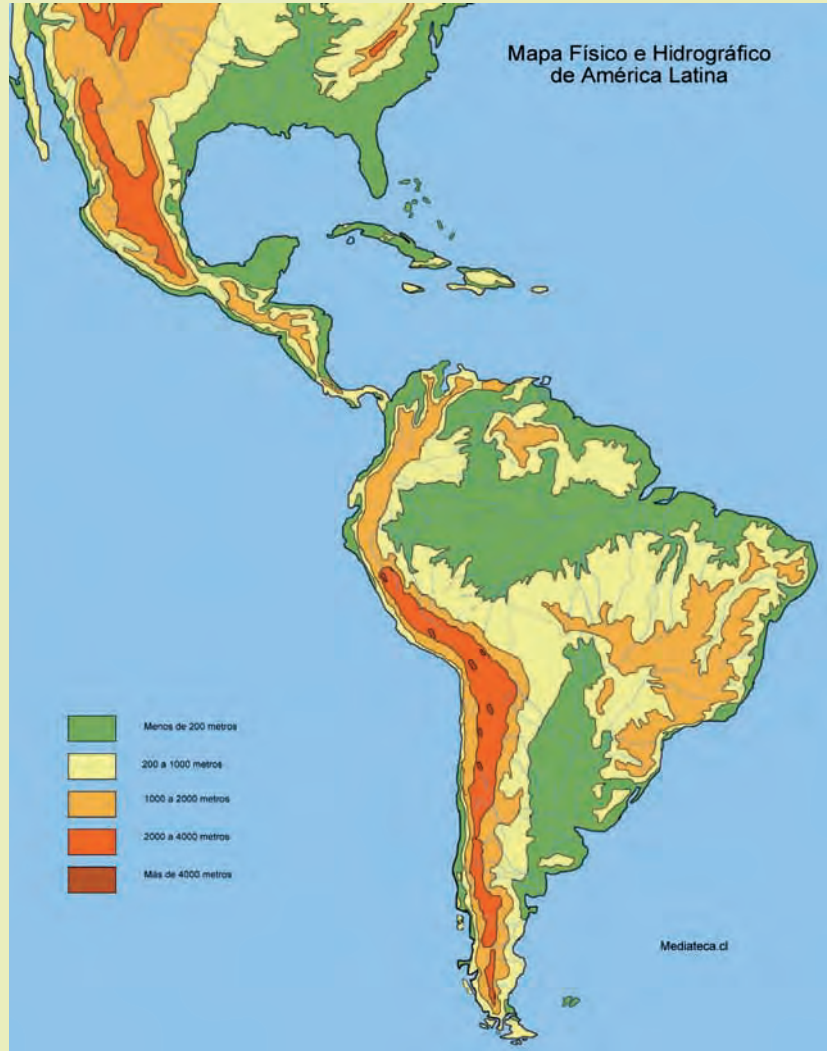 Mapa Físico e Hidrográfico
de América Latina
Menos de 200 metros
200 a 1000 metros
1000 a 2000 metros
2000 a 4000 metros
Más de 4000 metros
Mediateca.cl